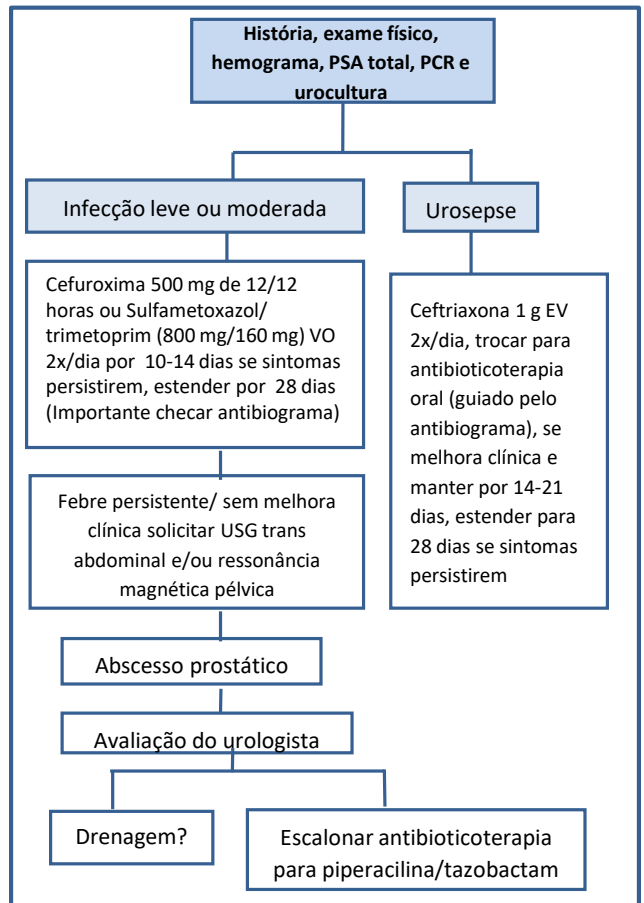 História, exame físico,
hemograma, PSA total, PCR e
urocultura
Infecção leve ou moderada
Urosepse
Cefuroxima 500 mg de 12/12
horas ou Sulfametoxazol/
trimetoprim (800 mg/160 mg) VO
2x/dia por 10-14 dias se sintomas
persistirem, estender por 28 dias
(Importante checar antibiograma)
Ceftriaxona 1 g EV
2x/dia, trocar para
antibioticoterapia
oral (guiado pelo
antibiograma), se
melhora clínica e
manter por 14-21
dias, estender para
28 dias se sintomas
persistirem
Febre persistente/ sem melhora
clínica solicitar USG trans
abdominal e/ou ressonância
magnética pélvica
Abscesso prostático
Avaliação do urologista
Drenagem?
Escalonar antibioticoterapia
para piperacilina/tazobactam